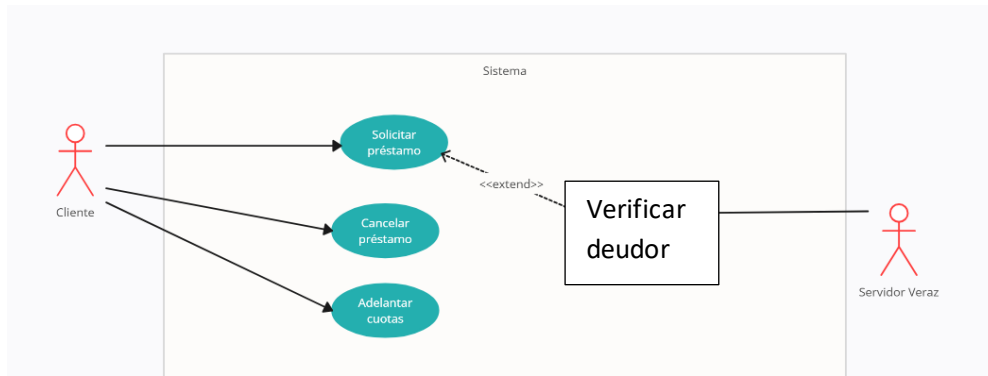 Sistema
Solicitar
préstamo
<<extend>>
Verificar
deudor
Cliente
Cancelar
préstamo
Servidor Veraz
Adelantar
cuotas